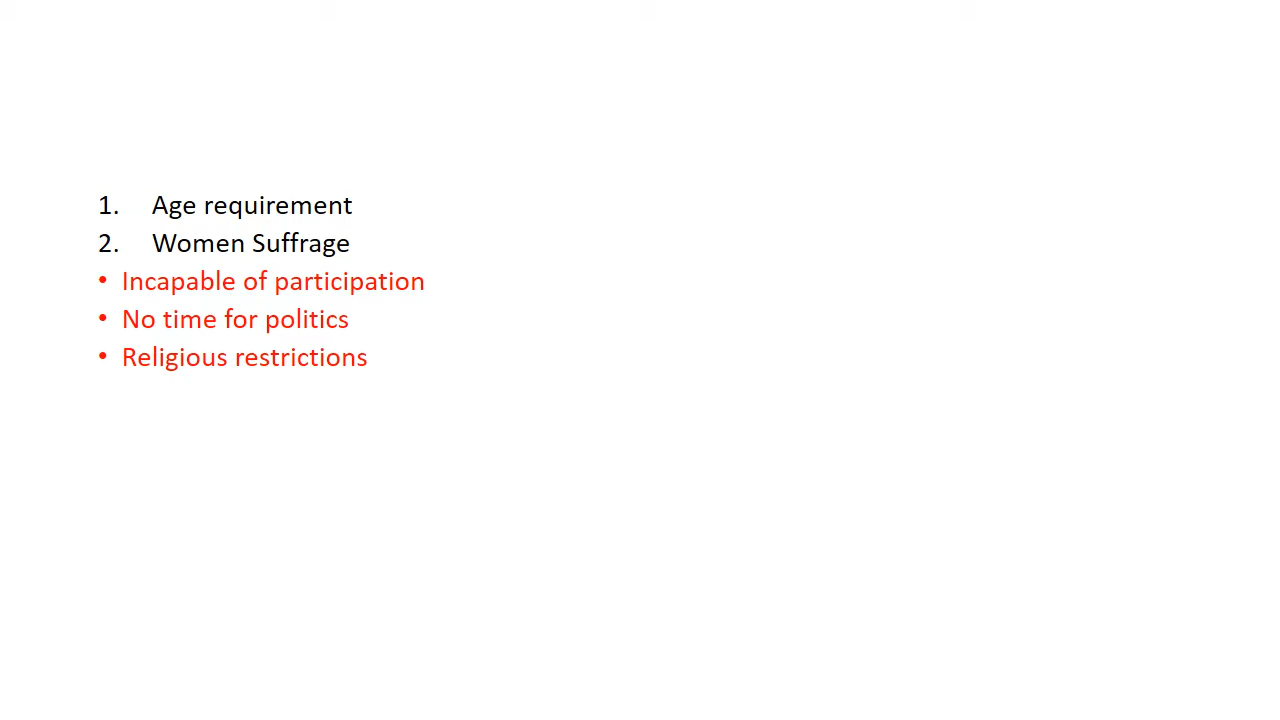 1. Age requirement
2. Women Suffrage
• Incapable of participation
• No time for politics
• Religious restrictions